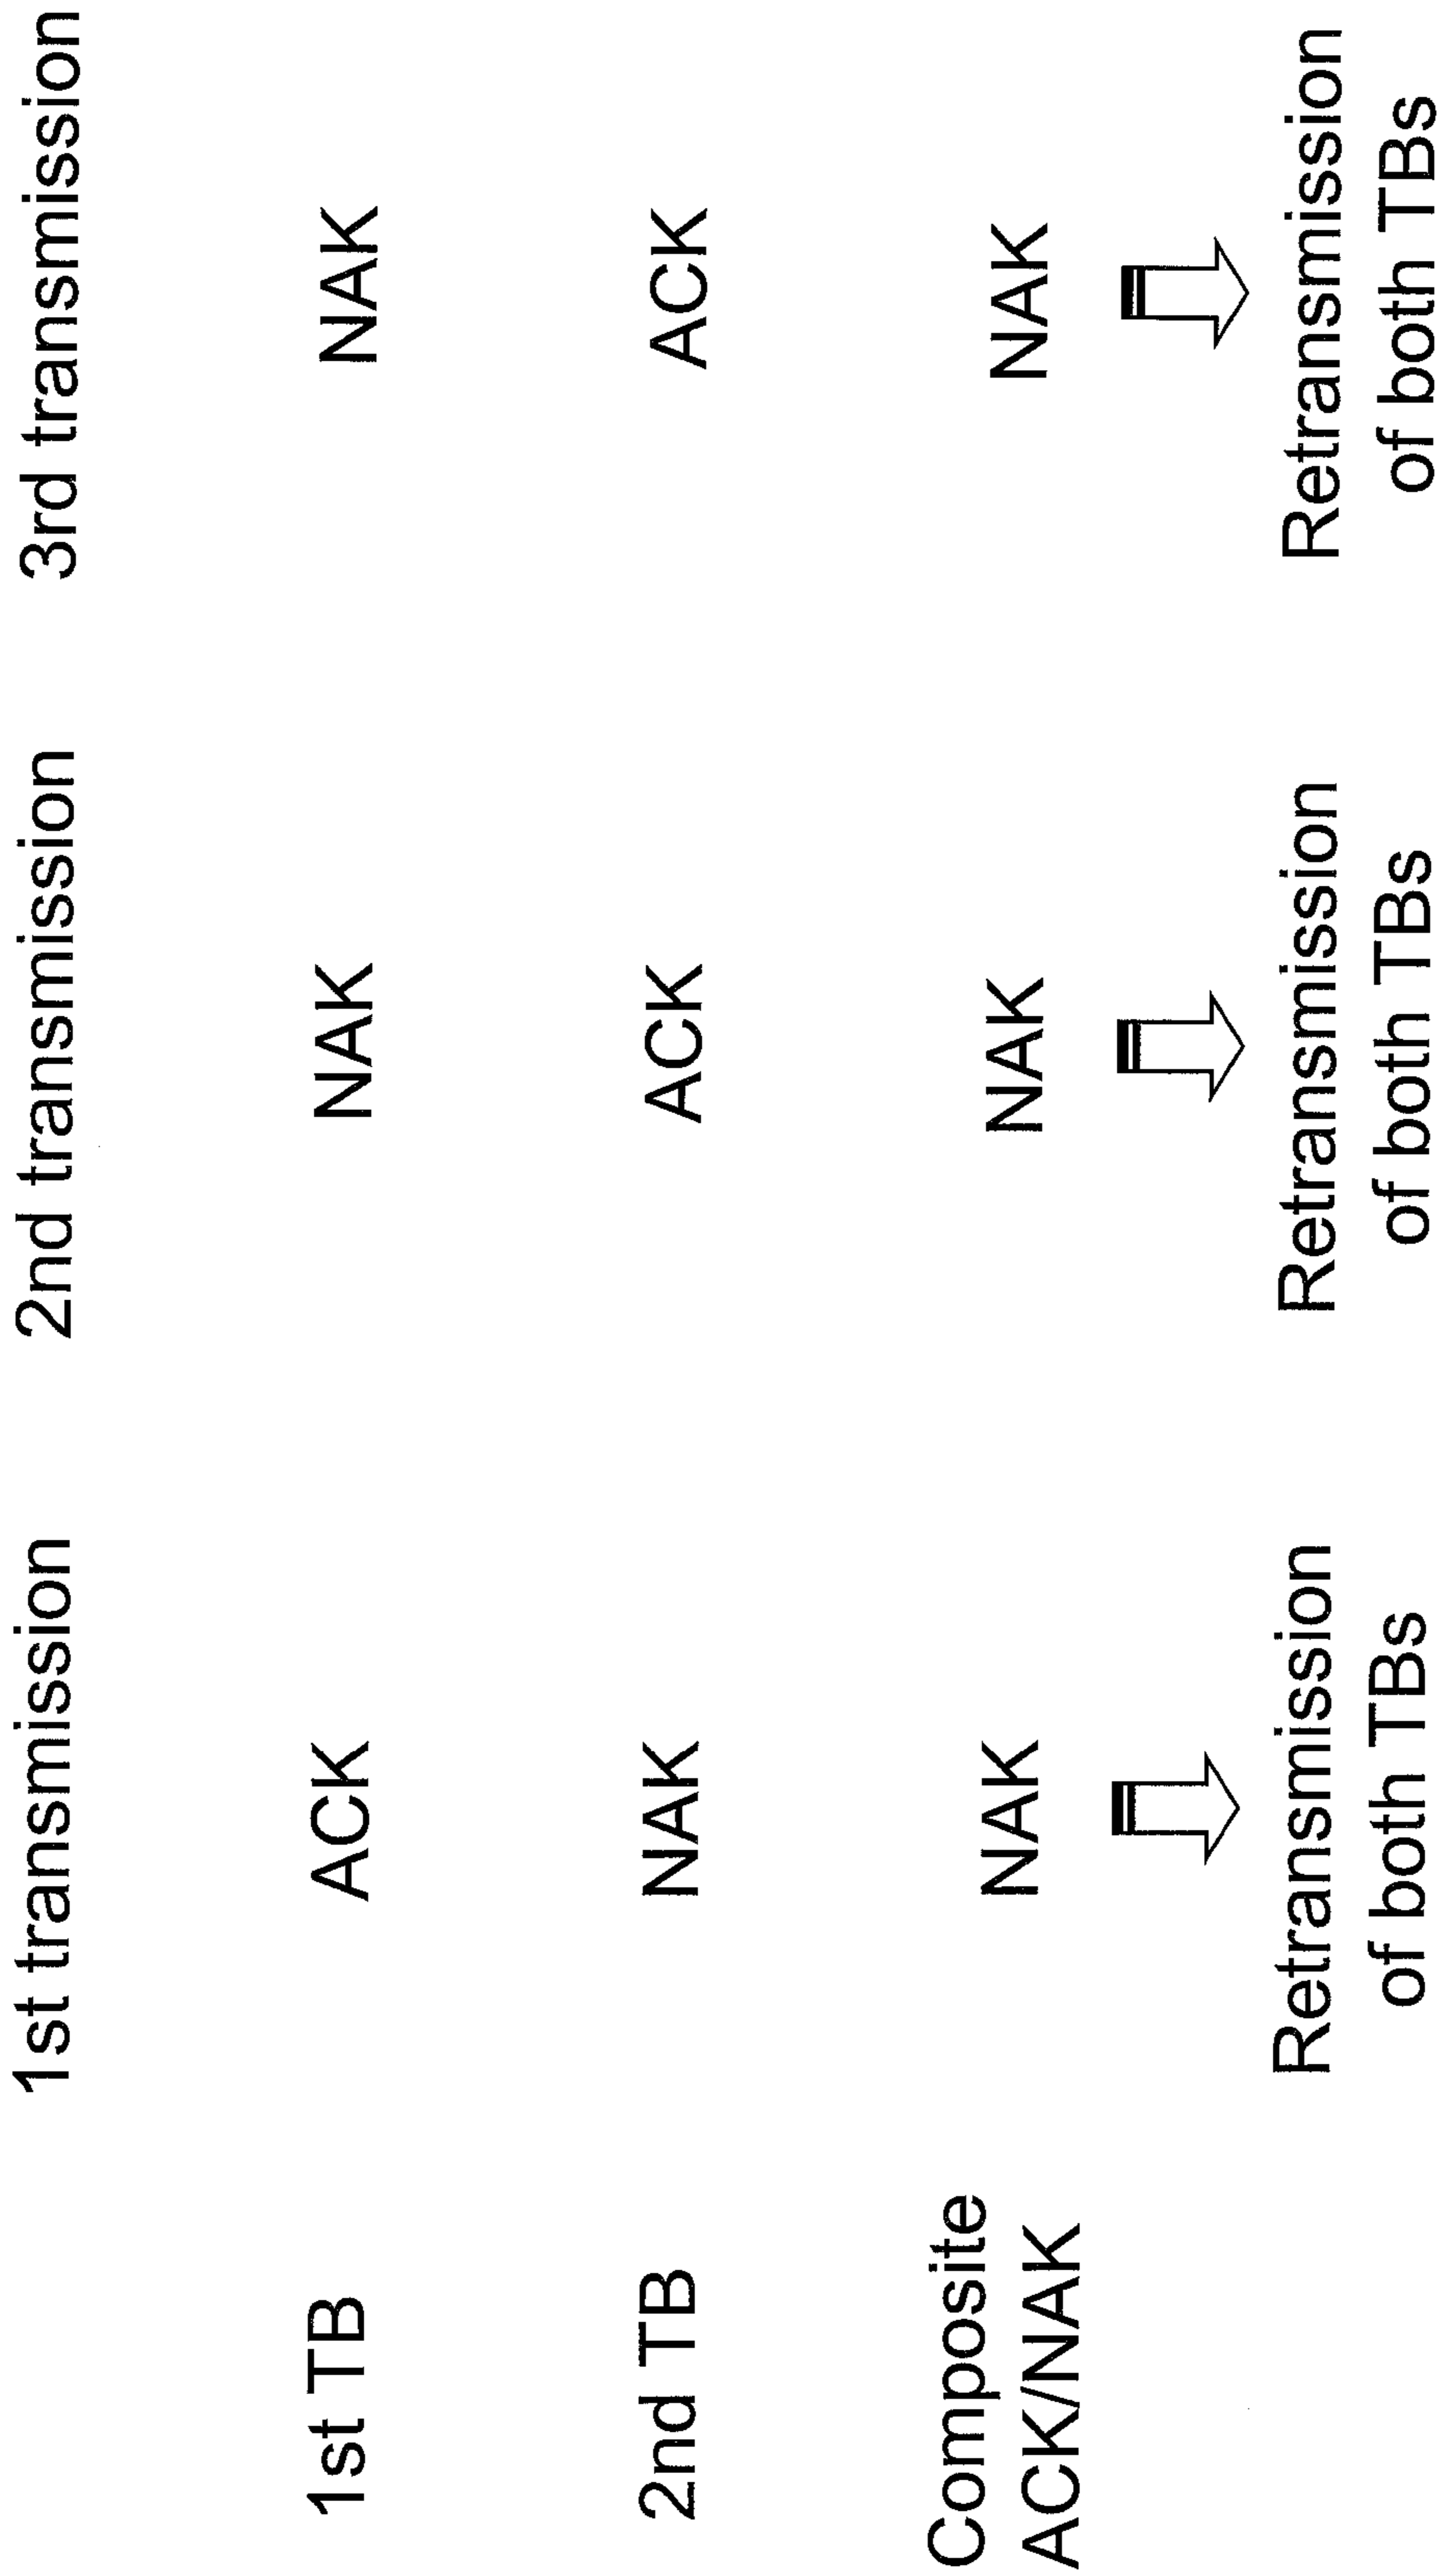 1st transmission
2nd transmission
3rd transmission
1st TB
ACK
NAK
NAK
2nd TB
NAK
ACK
ACK
Composite
ACK/NAK
NAK
NAK
NAK
Retransmission
of both TBs
Retransmission
of both TBs
Retransmission
of both TBs